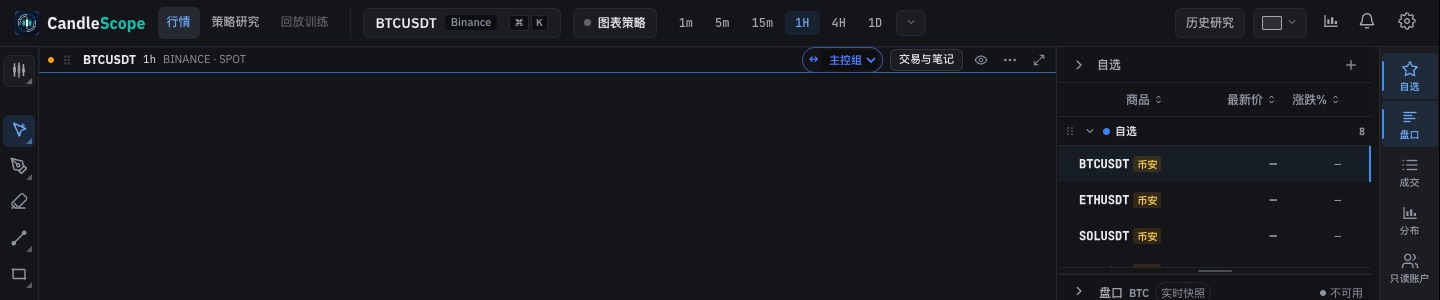 CandleScope 行情 策略研究 回放训练 BTCUSDT Binance ⌘ K 图表策略 1m 5m 15m 1H 4H 1D 历史研究
BTCUSDT 1h BINANCE · SPOT 主控组 交易与笔记
自选
商品 最新价 涨跌%
自选 8
BTCUSDT 币安 — —
ETHUSDT 币安 — —
SOLUSDT 币安 — —
盘口 BTC 实时快照 不可用
自选
盘口
成交
分布
只读账户